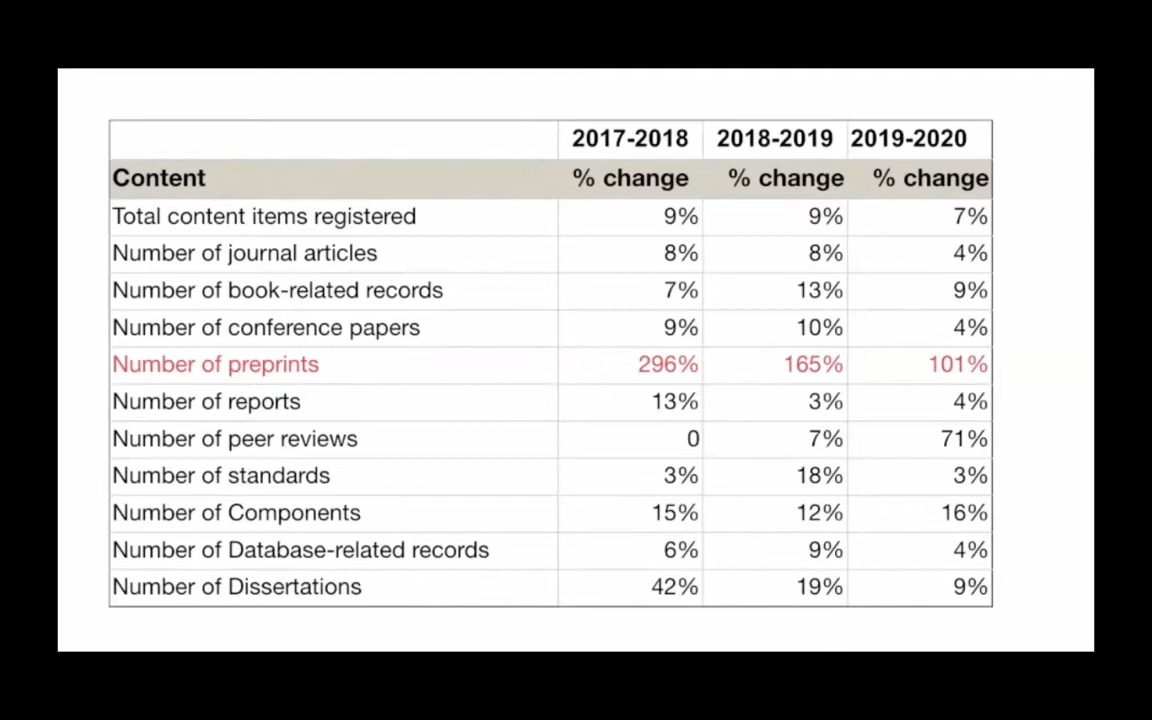 2017-2018 2018-2019 2019-2020
Content % change % change % change
Total content items registered 9% 9% 7%
Number of journal articles 8% 8% 4%
Number of book-related records 7% 13% 9%
Number of conference papers 9% 10% 4%
Number of preprints 296% 165% 101%
Number of reports 13% 3% 4%
Number of peer reviews 0 7% 71%
Number of standards 3% 18% 3%
Number of Components 15% 12% 16%
Number of Database-related records 6% 9% 4%
Number of Dissertations 42% 19% 9%